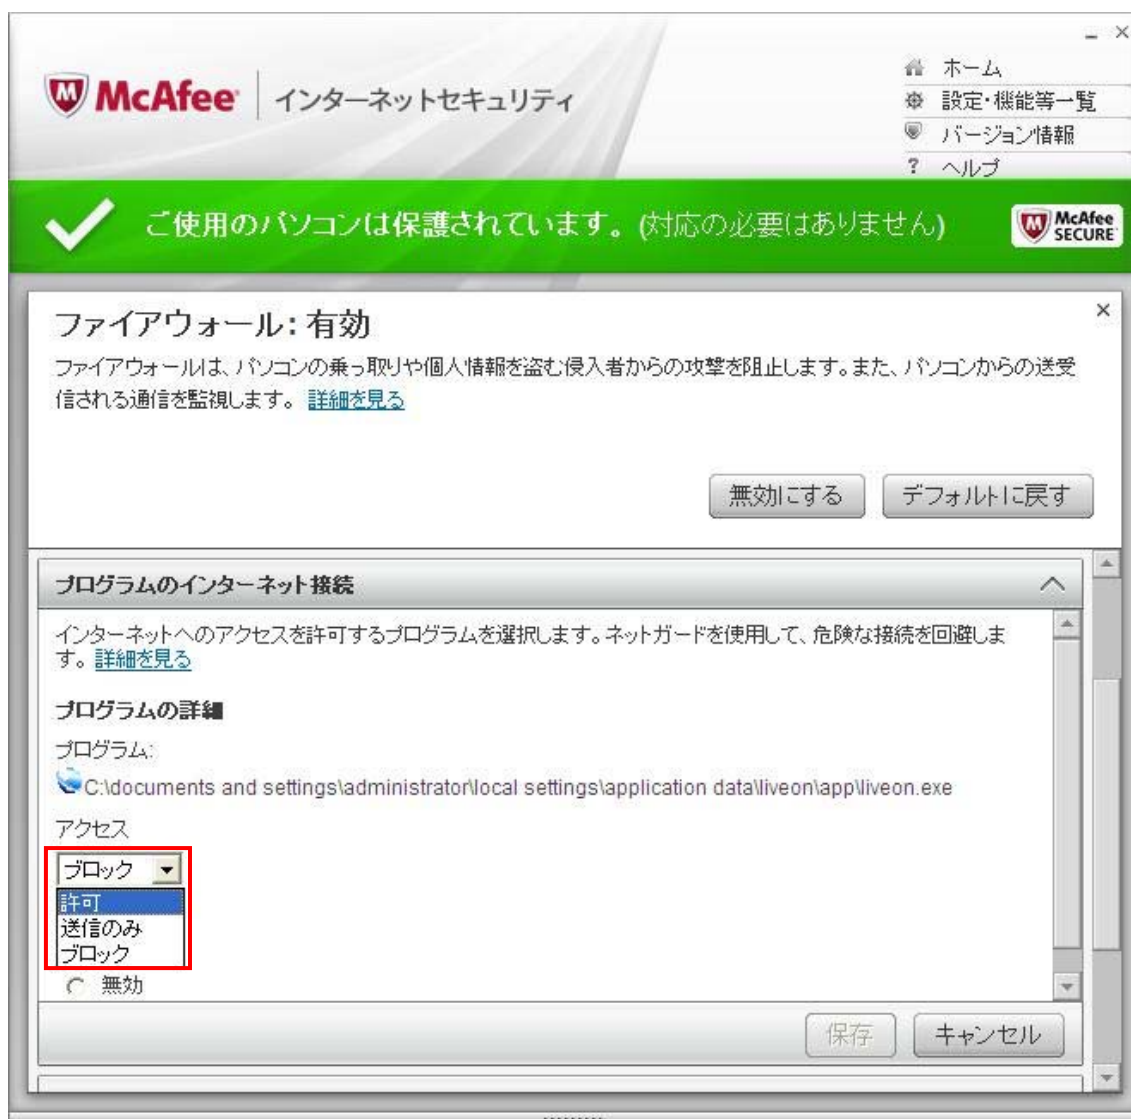 McAfee インターネットセキュリティ
ホーム
設定・機能等一覧
バージョン情報
? ヘルプ
ご使用のパソコンは保護されています。(対応の必要はありません)
McAfee
SECURE
ファイアウォール: 有効
ファイアウォールは、パソコンの乗っ取りや個人情報を盗む侵入者からの攻撃を阻止します。また、パソコンからの送受
信される通信を監視します。 詳細を見る
無効にする デフォルトに戻す
プログラムのインターネット接続
インターネットへのアクセスを許可するプログラムを選択します。ネットガードを使用して、危険な接続を回避しま
す。詳細を見る
プログラムの詳細
プログラム:
C:\documents and settings\administrator\local settings\application data\liveon\app\liveon.exe
アクセス
ブロック
許可
送信のみ
ブロック
無効
保存 キャンセル